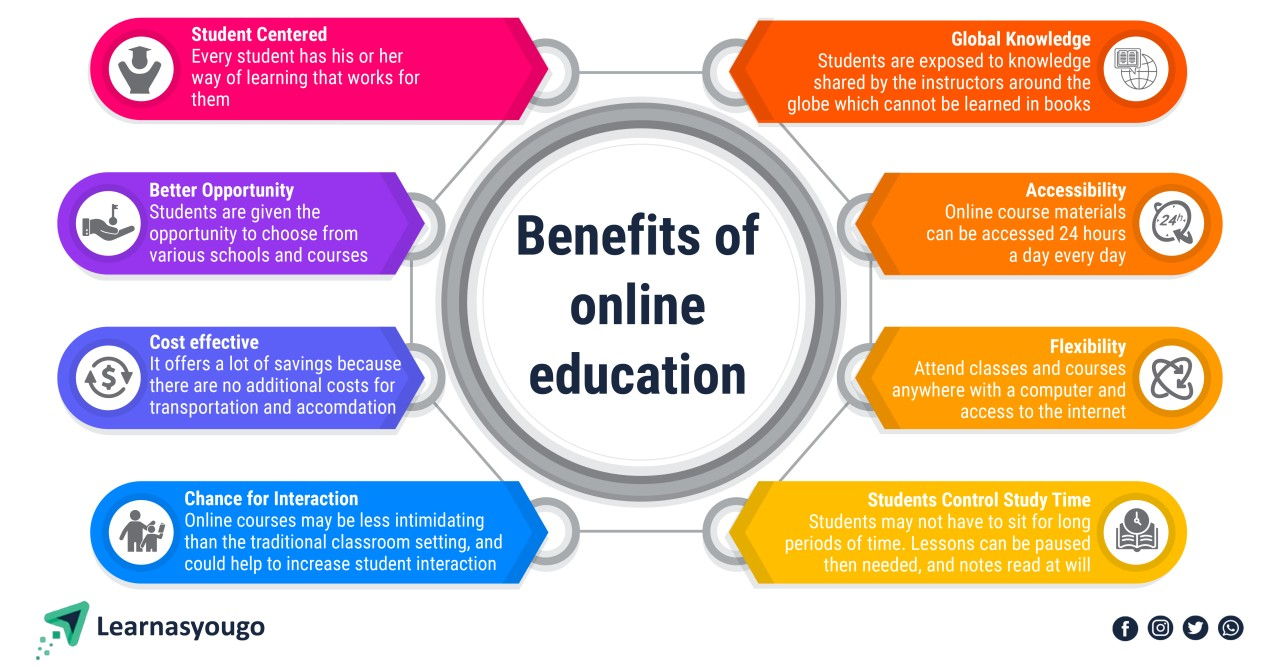 Student Centered
Every student has his or her
way of learning that works for
them
Better Opportunity
Students are given the
opportunity to choose from
various schools and courses
Cost effective
It offers a lot of savings because
there are no additional costs for
transportation and accomdation
Chance for Interaction
Online courses may be less intimidating
than the traditional classroom setting, and
could help to increase student interaction
Benefits of
online
education
Global Knowledge
Students are exposed to knowledge
shared by the instructors around the
globe which cannot be learned in books
Accessibility
Online course materials
can be accessed 24 hours
a day every day
24h.
Flexibility
Attend classes and courses
anywhere with a computer and
access to the internet
Students Control Study Time
Students may not have to sit for long
periods of time. Lessons can be paused
then needed, and notes read at will
Learnasyougo